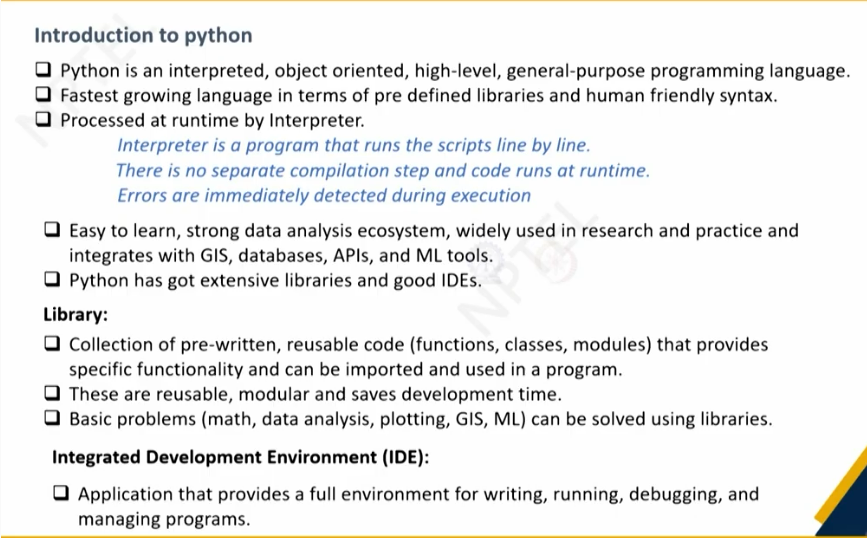 Introduction to python
❑ Python is an interpreted, object oriented, high-level, general-purpose programming language.
❑ Fastest growing language in terms of pre defined libraries and human friendly syntax.
❑ Processed at runtime by Interpreter.
Interpreter is a program that runs the scripts line by line.
There is no separate compilation step and code runs at runtime.
Errors are immediately detected during execution
❑ Easy to learn, strong data analysis ecosystem, widely used in research and practice and
integrates with GIS, databases, APIs, and ML tools.
❑ Python has got extensive libraries and good IDEs.
Library:
❑ Collection of pre-written, reusable code (functions, classes, modules) that provides
specific functionality and can be imported and used in a program.
❑ These are reusable, modular and saves development time.
❑ Basic problems (math, data analysis, plotting, GIS, ML) can be solved using libraries.
Integrated Development Environment (IDE):
❑ Application that provides a full environment for writing, running, debugging, and
managing programs.
NPTEL
NPTEL